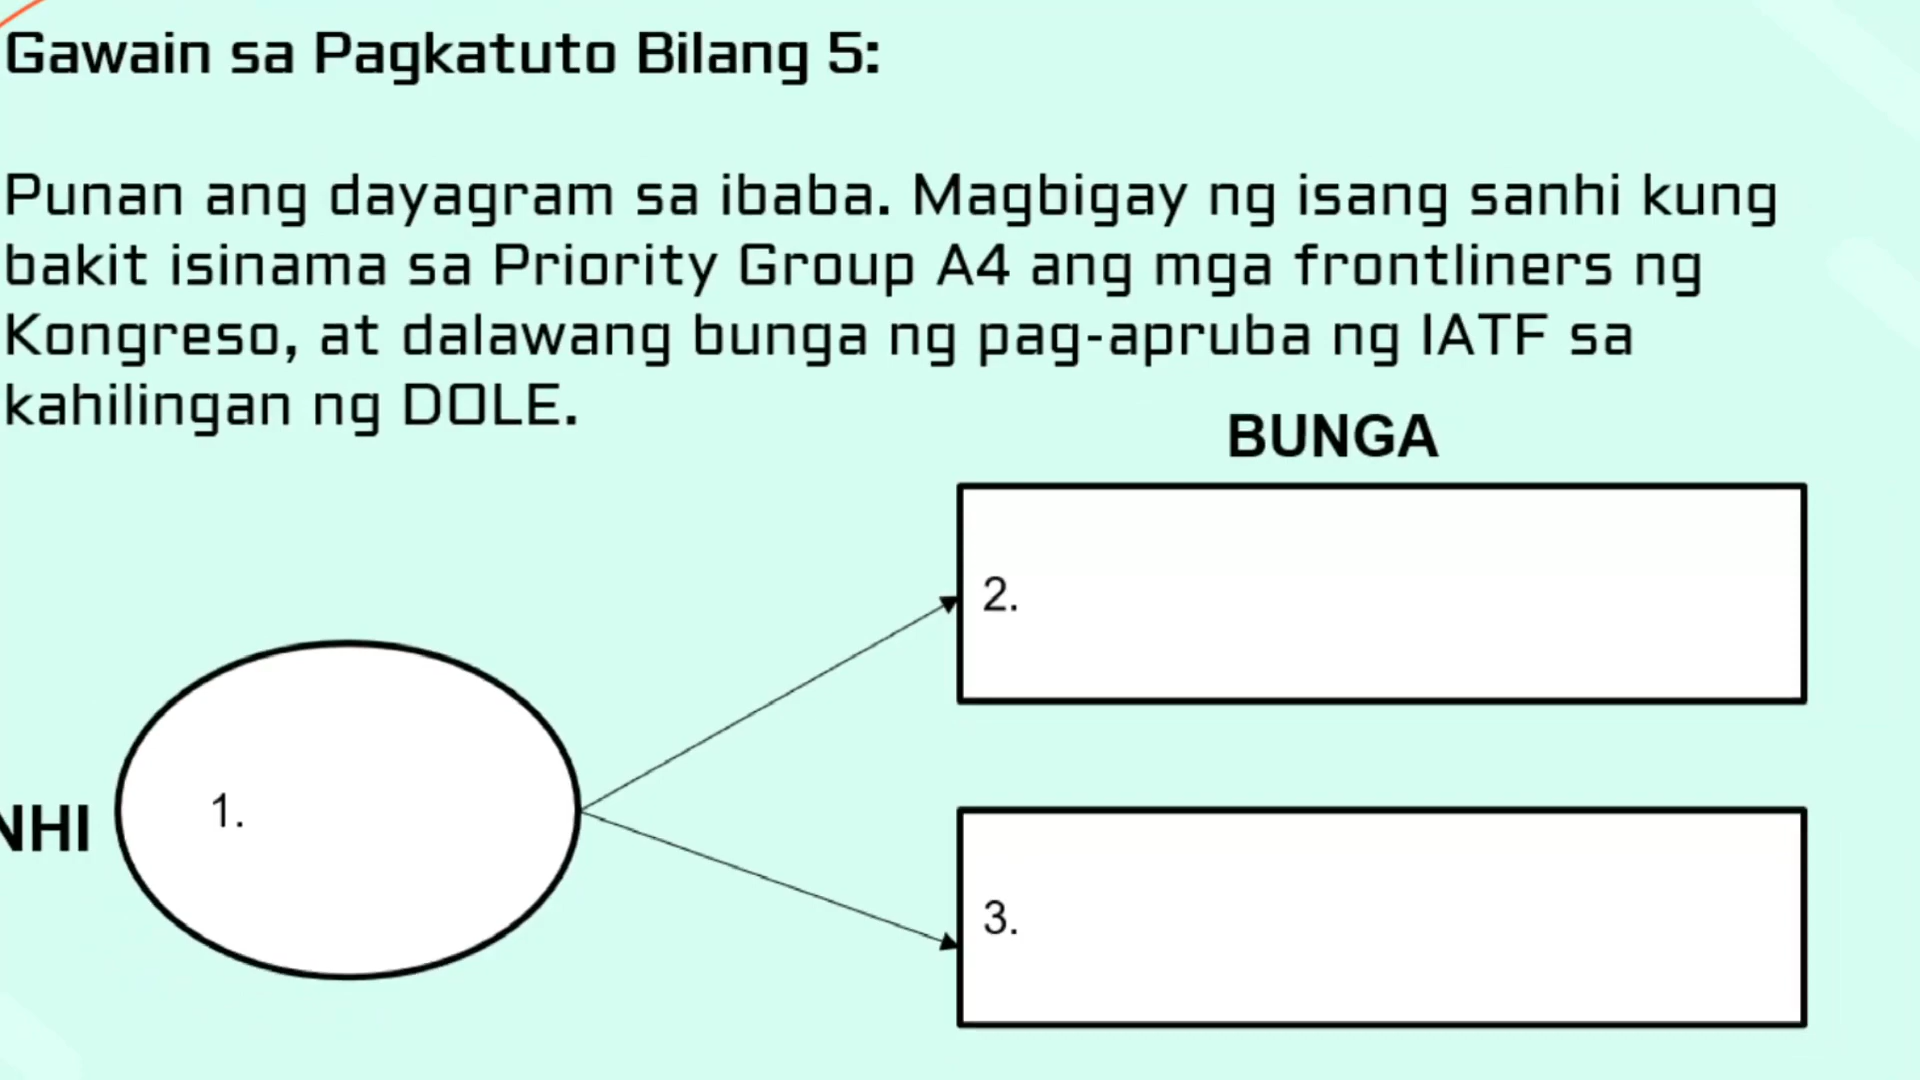 Gawain sa Pagkatuto Bilang 5:
Punan ang dayagram sa ibaba. Magbigay ng isang sanhi kung
bakit isinama sa Priority Group A4 ang mga frontliners ng
Kongreso, at dalawang bunga ng pag-apruba ng IATF sa
kahilingan ng DOLE.
BUNGA
2.
NHI
1.
3.